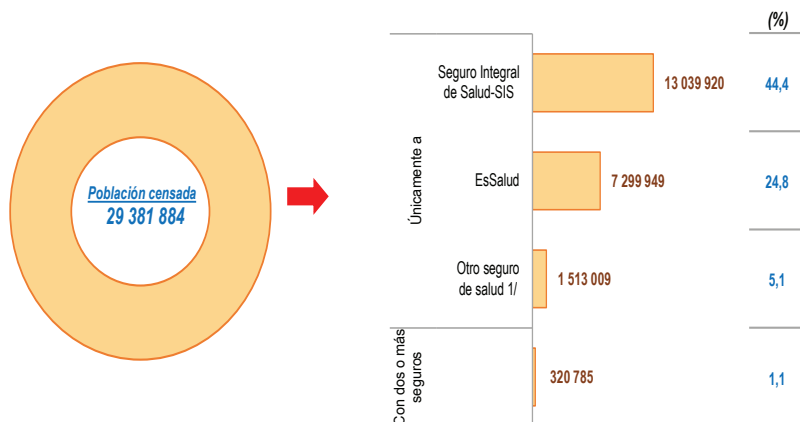 (%)
Población censada
29 381 884
Únicamente a
Seguro Integral
de Salud-SIS
13 039 920
44,4
EsSalud
7 299 949
24,8
Otro seguro
de salud 1/
1 513 009
5,1
Con dos o más
seguros
320 785
1,1